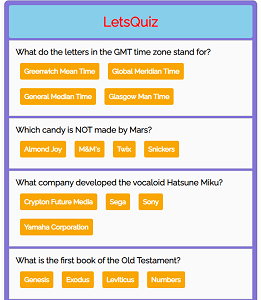 LetsQuiz
What do the letters in the GMT time zone stand for?
Greenwich Mean Time Global Meridian Time
General Median Time Glasgow Man Time
Which candy is NOT made by Mars?
Almond Joy M&M's Twix Snickers
What company developed the vocaloid Hatsune Miku?
Crypton Future Media Sega Sony
Yamaha Corporation
What is the first book of the Old Testament?
Genesis Exodus Leviticus Numbers